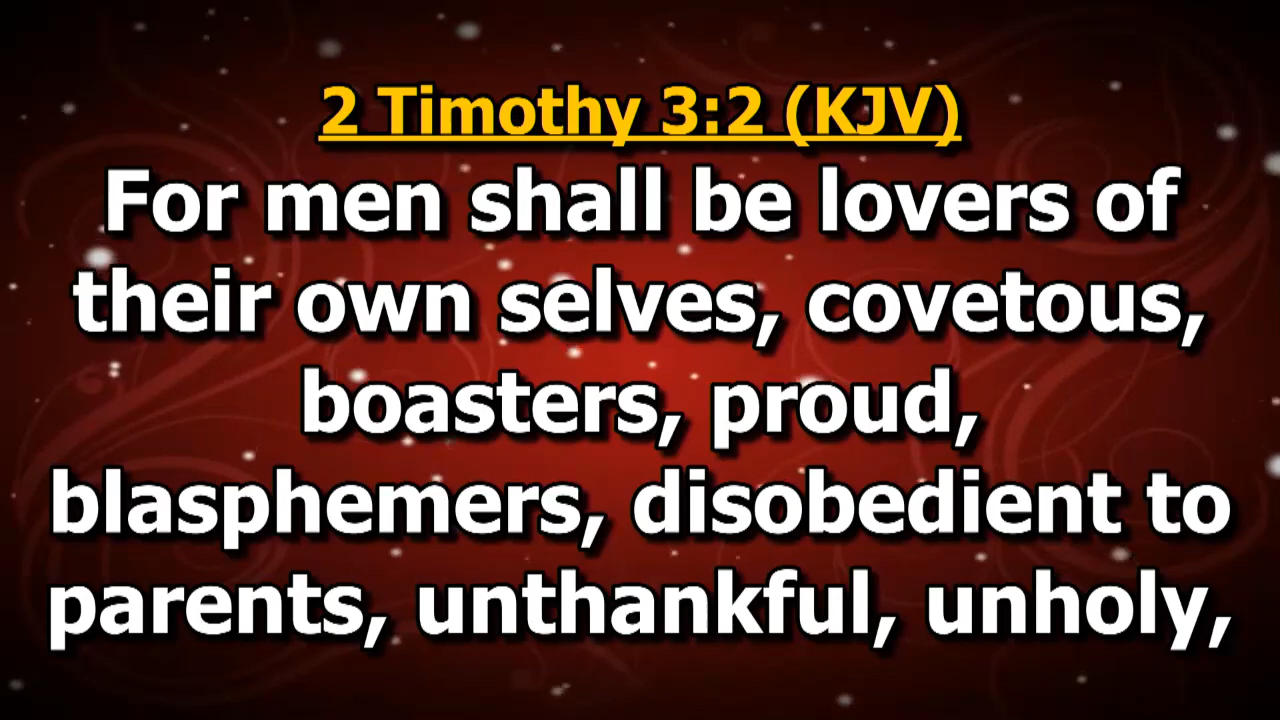 2 Timothy 3:2 (KJV)
For men shall be lovers of
their own selves, covetous,
boasters, proud,
blasphemers, disobedient to
parents, unthankful, unholy,